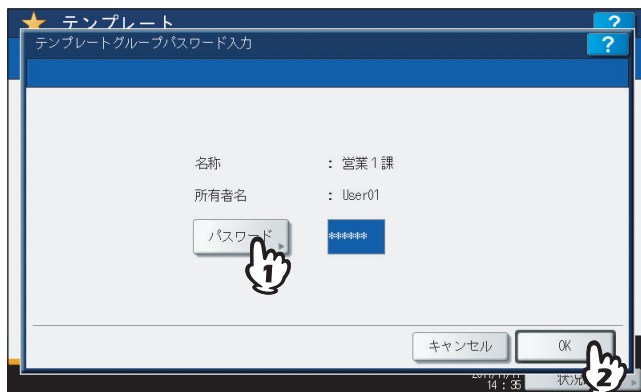 テンプレート ?
テンプレートグループパスワード入力 ?
名称 : 営業1課
所有者名 : User01
パスワード ******
1
キャンセル OK
2
14:35 状況